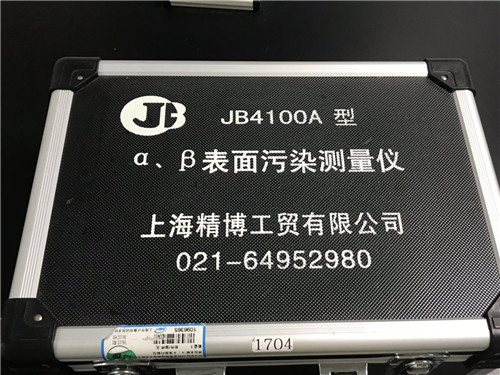 JB JB4100A 型
α、β表面污染测量仪
上海精博工贸有限公司
021-64952980
1096365
1704